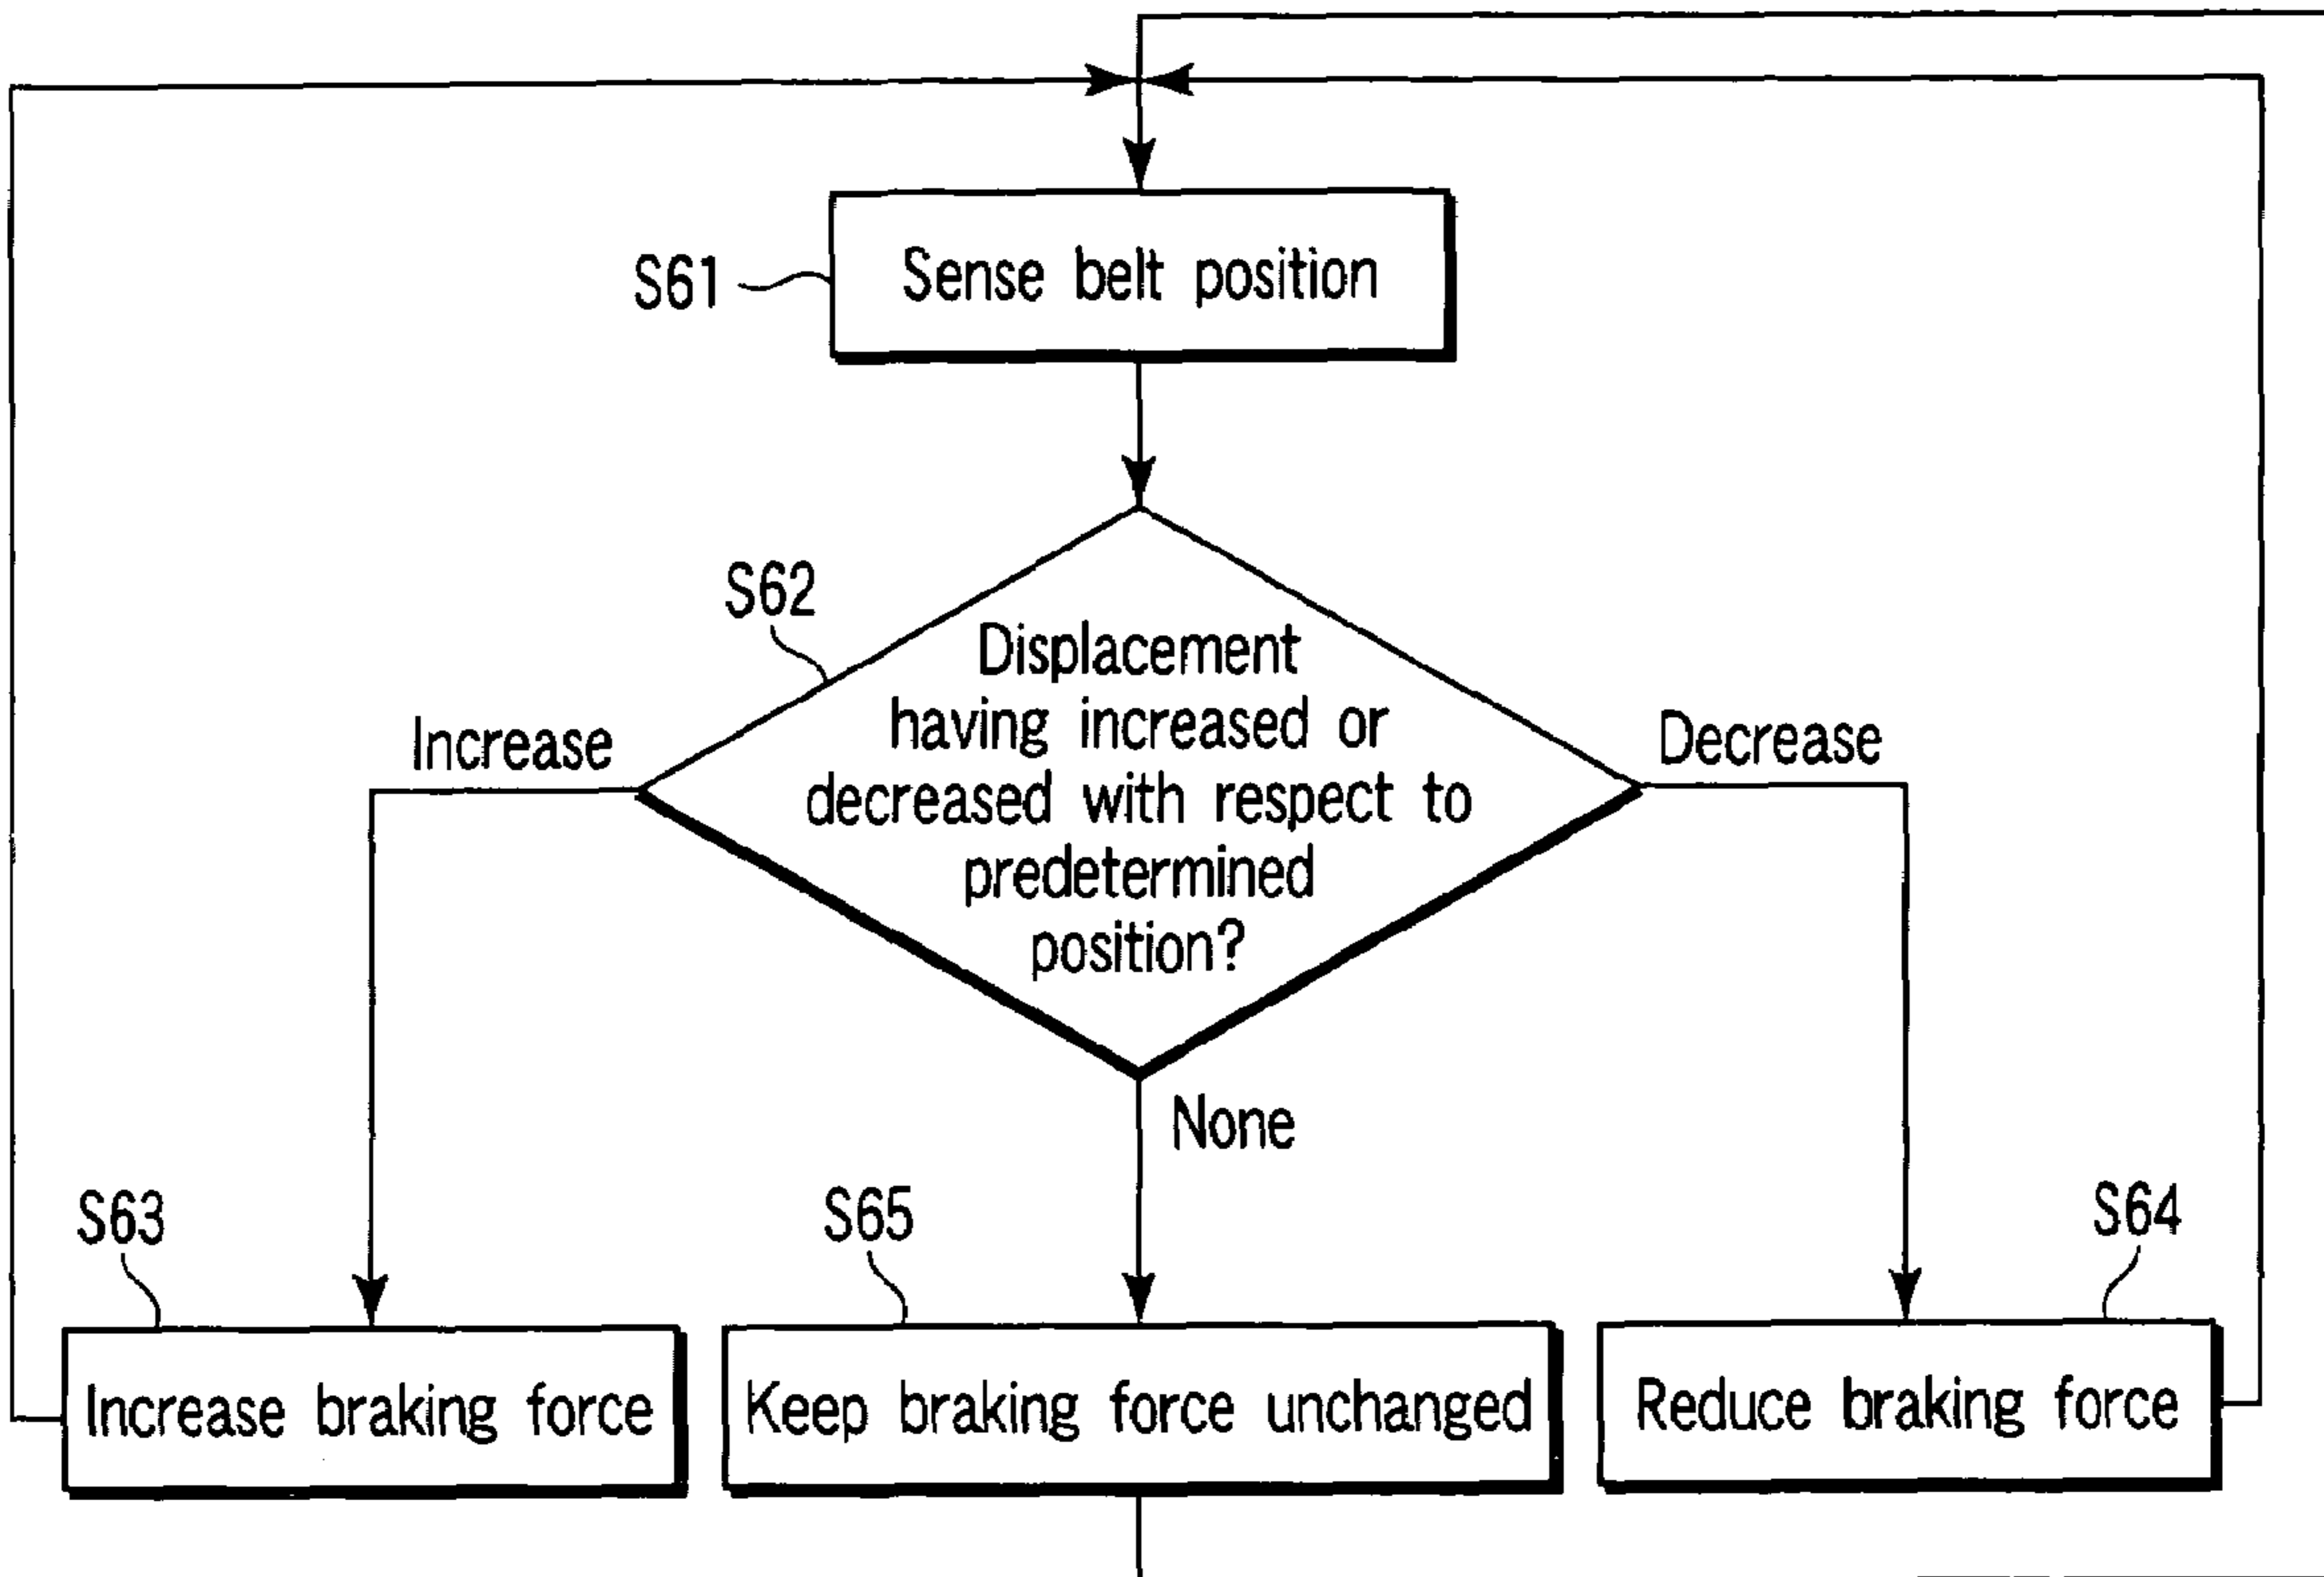 S61
Sense belt position
S62
Displacement
having increased or
decreased with respect to
predetermined
position?
Increase
Decrease
None
S63
S65
S64
Increase braking force
Keep braking force unchanged
Reduce braking force